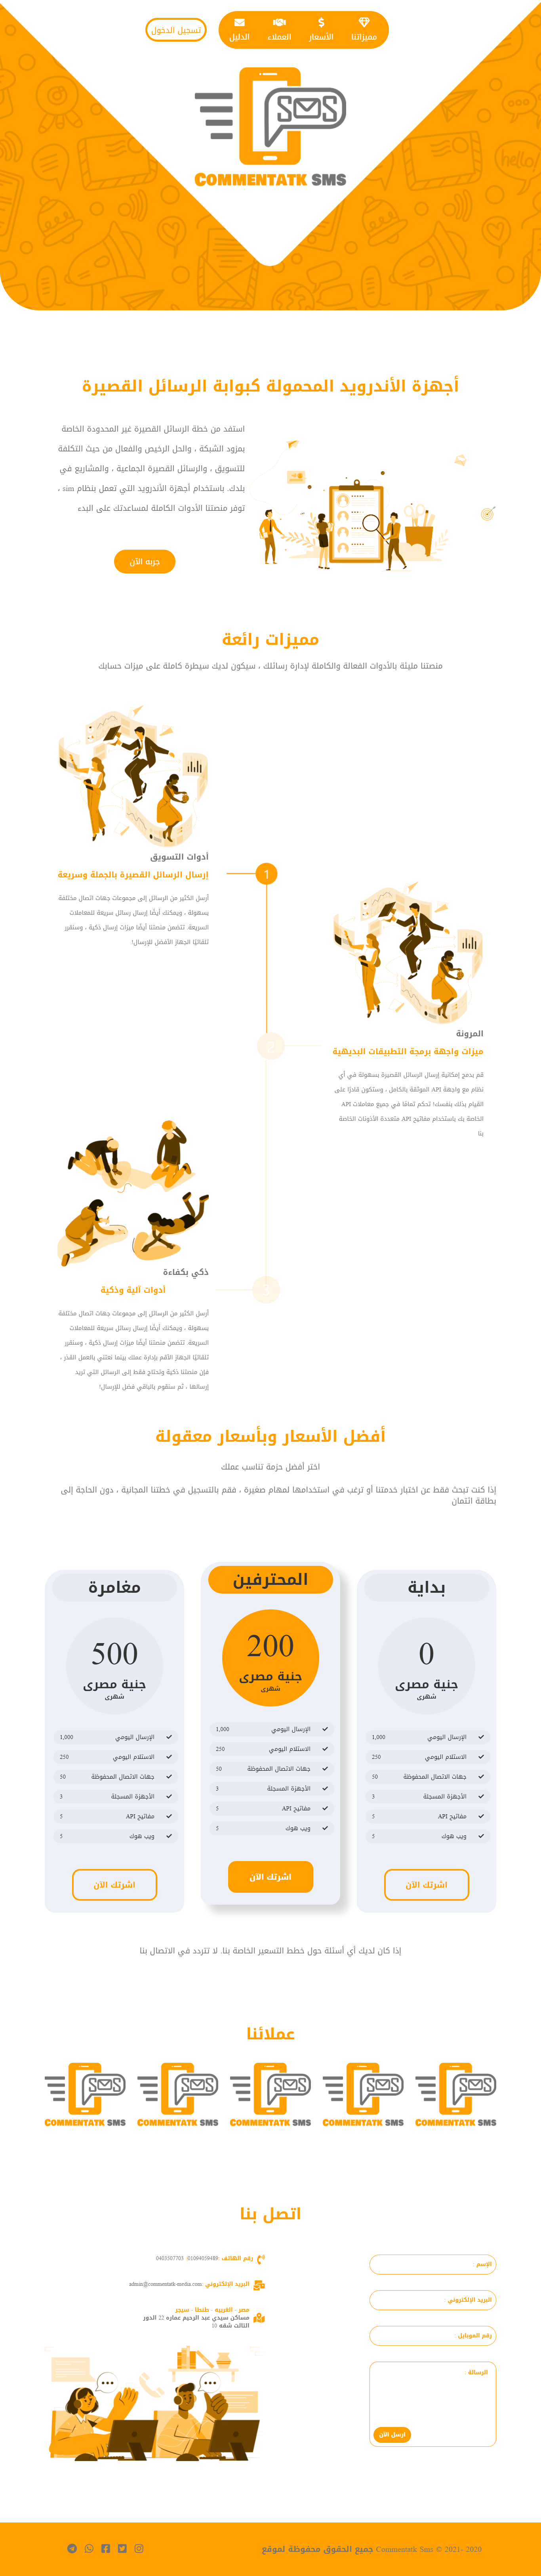 مميزاتنا
الأسعار
العملاء
الدليل
تسجيل الدخول
COMMENTATK SMS
أجهزة الأندرويد المحمولة كبوابة الرسائل القصيرة
استفد من خطة الرسائل القصيرة غير المحدودة الخاصة
بمزود الشبكة ، والحل الرخيص والفعال من حيث التكلفة
للتسويق ، والرسائل القصيرة الجماعية ، والمشاريع في
بلدك. باستخدام أجهزة الأندرويد التي تعمل بنظام sim ،
توفر منصتنا الأدوات الكاملة لمساعدتك على البدء
جربه الآن
مميزات رائعة
منصتنا مليئة بالأدوات الفعالة والكاملة لإدارة رسائلك ، سيكون لديك سيطرة كاملة على ميزات حسابك
أدوات التسويق
إرسال الرسائل القصيرة بالجملة وسريعة
أرسل الكثير من الرسائل إلى مجموعات جهات اتصال مختلفة
بسهولة ، ويمكنك أيضًا إرسال رسائل سريعة للمعاملات
السريعة. تتضمن منصتنا أيضًا ميزات إرسال ذكية ، وسنقرر
تلقائيًا الجهاز الأفضل للإرسال!
1
المرونة
ميزات واجهة برمجة التطبيقات البديهية
قم بدمج إمكانية إرسال الرسائل القصيرة بسهولة في أي
نظام مع واجهة API الموثقة بالكامل ، وستكون قادرًا على
القيام بذلك بنفسك! تحكم تمامًا في جميع معاملات API
الخاصة بك باستخدام مفاتيح API متعددة الأذونات الخاصة
بنا
2
ذكي بكفاءة
أدوات آلية وذكية
أرسل الكثير من الرسائل إلى مجموعات جهات اتصال مختلفة
بسهولة ، ويمكنك أيضًا إرسال رسائل سريعة للمعاملات
السريعة. تتضمن منصتنا أيضًا ميزات إرسال ذكية ، وسنقرر
تلقائيًا الجهاز الأقم بإدارة عملك بينما نعتني بالعمل القذر ،
فإن منصتنا ذكية وتحتاج فقط إلى الرسائل التي تريد
إرسالها ، ثم سنقوم بالباقي فضل للإرسال!
3
أفضل الأسعار وبأسعار معقولة
اختر أفضل حزمة تناسب عملك
إذا كنت تبحث فقط عن اختبار خدمتنا أو ترغب في استخدامها لمهام صغيرة ، فقم بالتسجيل في خطتنا المجانية ، دون الحاجة إلى
بطاقة ائتمان
بداية
0
جنية مصرى
شهرى
الإرسال اليومي 1,000
الاستلام اليومي 250
جهات الاتصال المحفوظة 50
الأجهزة المسجلة 3
مفاتيح API 5
ويب هوك 5
اشترك الآن
المحترفين
200
جنية مصرى
شهرى
الإرسال اليومي 1,000
الاستلام اليومي 250
جهات الاتصال المحفوظة 50
الأجهزة المسجلة 3
مفاتيح API 5
ويب هوك 5
اشترك الآن
مغامرة
500
جنية مصرى
شهرى
الإرسال اليومي 1,000
الاستلام اليومي 250
جهات الاتصال المحفوظة 50
الأجهزة المسجلة 3
مفاتيح API 5
ويب هوك 5
اشترك الآن
إذا كان لديك أي أسئلة حول خطط التسعير الخاصة بنا. لا تتردد في الاتصال بنا
عملائنا
COMMENTATK SMS
COMMENTATK SMS
COMMENTATK SMS
COMMENTATK SMS
COMMENTATK SMS
اتصل بنا
الإسم
البريد الإلكتروني
رقم الموبايل
الرسالة
ارسل الآن
رقم الهاتف:
البريد الإلكتروني: admin@commentatk-media.com
مصر - الغربيه - طنطا - سيجر
مساكن سيدي عبد الرحيم عماره 22 الدور
الثالث شقه 10
جميع الحقوق محفوظة لموقع Commentatk Sms © 2021- 2020